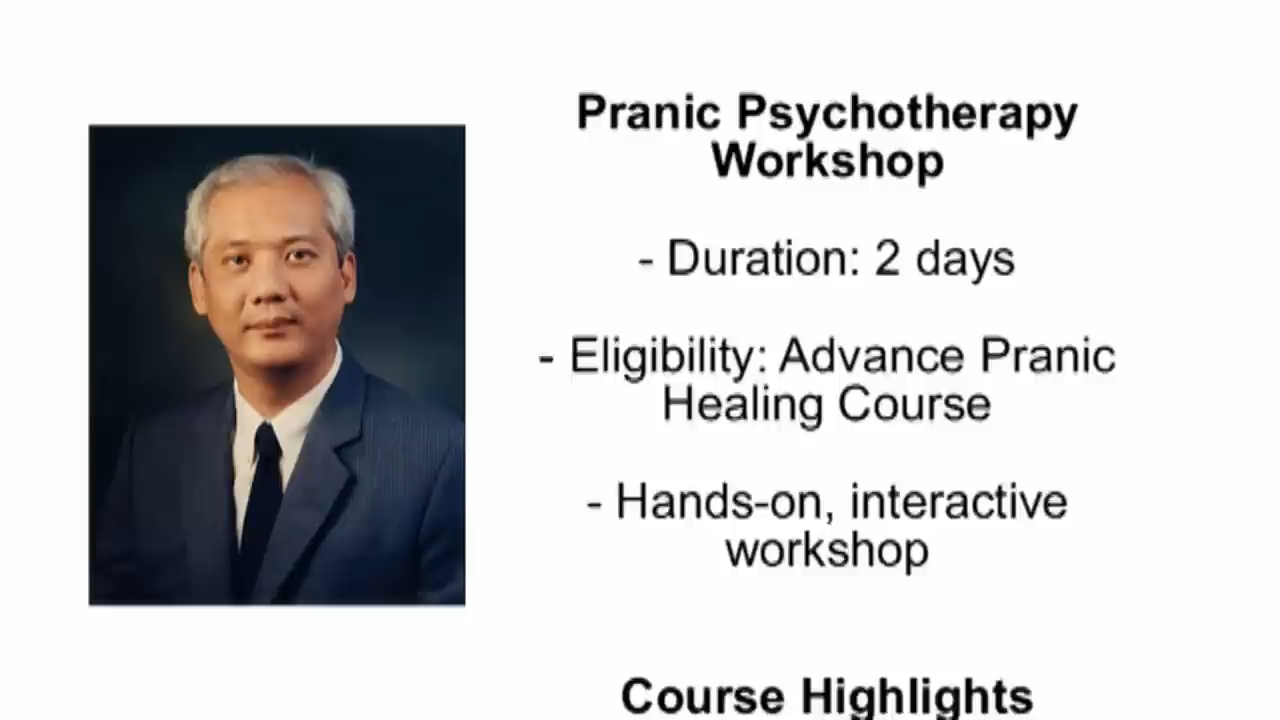 Pranic Psychotherapy
Workshop
- Duration: 2 days
- Eligibility: Advance Pranic
Healing Course
- Hands-on, interactive
workshop
Course Highlights